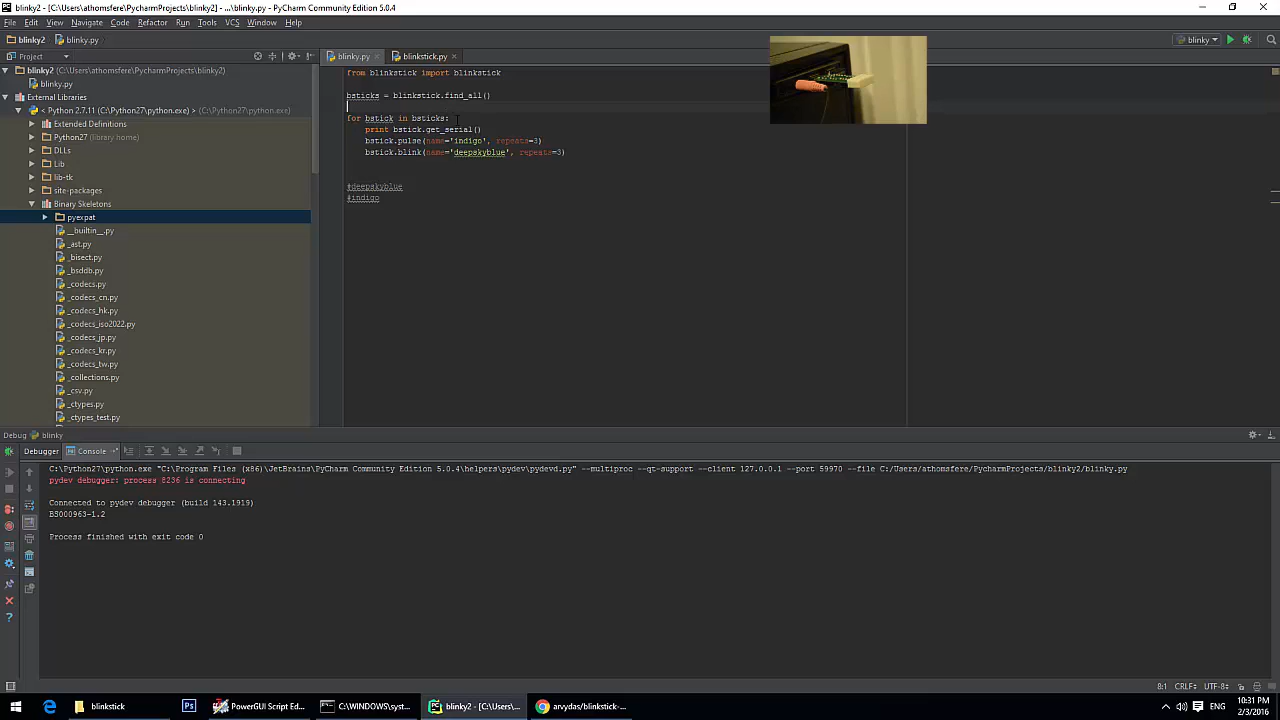 blinky2 - [C:\Users\athomsfere\PycharmProjects\blinky2] - ...\blinky.py - PyCharm Community Edition 5.0.4
File Edit View Navigate Code Refactor Run Tools VCS Window Help
blinky2 blinky.py blinky
Project blinky.py blinkstick.py
blinky2 (C:\Users\athomsfere\PycharmProjects\blinky2)
blinky.py
External Libraries
< Python 2.7.11 (C:\Python27\python.exe) > (C:\Python27\python.exe)
Extended Definitions
Python27 (library home)
DLLs
Lib
lib-tk
site-packages
Binary Skeletons
pyexpat
__builtin__.py
_ast.py
_bisect.py
_bsddb.py
_codecs.py
_codecs_cn.py
_codecs_hk.py
_codecs_iso2022.py
_codecs_jp.py
_codecs_kr.py
_codecs_tw.py
_collections.py
_csv.py
_ctypes.py
_ctypes_test.py
from blinkstick import blinkstick
bsticks = blinkstick.find_all()
for bstick in bsticks:
print bstick.get_serial()
bstick.pulse(name='indigo', repeats=3)
bstick.blink(name='deepskyblue', repeats=3)
#deepskyblue
#indigo
Debug blinky
Debugger Console
C:\Python27\python.exe "C:\Program Files (x86)\JetBrains\PyCharm Community Edition 5.0.4\helpers\pydev\pydevd.py" --multiproc --qt-support --client 127.0.0.1 --port 59970 --file C:/Users/athomsfere/PycharmProjects/blinky2/blinky.py
pydev debugger: process 8236 is connecting
Connected to pydev debugger (build 143.1919)
BS000963-1.2
Process finished with exit code 0
8:1 CRLF÷ UTF-8÷
blinkstick Ps PowerGUI Script Ed... C:\WINDOWS\system... blinky2 - [C:\Users\... arvydas/blinkstick-... ENG 10:31 PM
2/3/2016